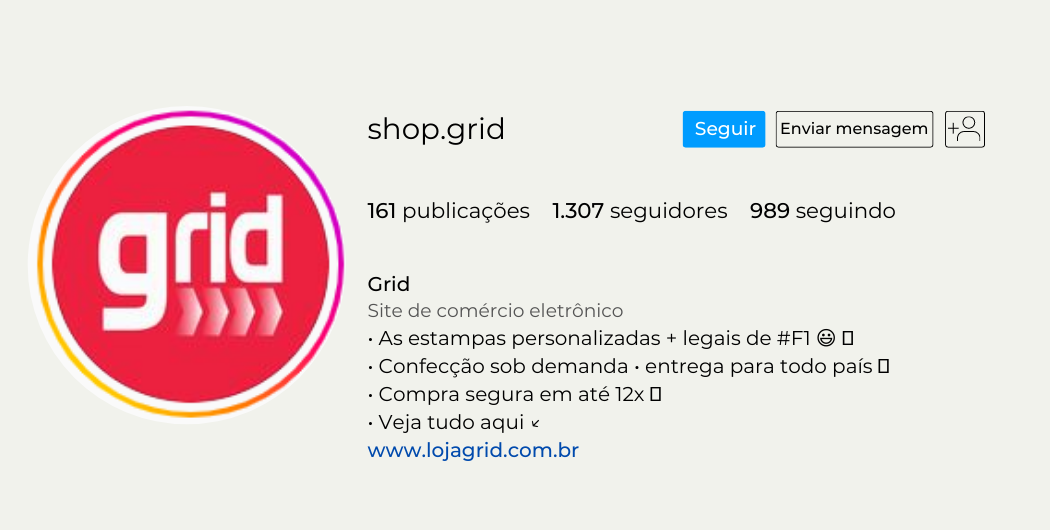 grid
shop.grid
Seguir
Enviar mensagem
161 publicações 1.307 seguidores 989 seguindo
Grid
Site de comércio eletrônico
• As estampas personalizadas + legais de #F1 😃 ▯
• Confecção sob demanda • entrega para todo país ▯
• Compra segura em até 12x ▯
• Veja tudo aqui ↙
www.lojagrid.com.br